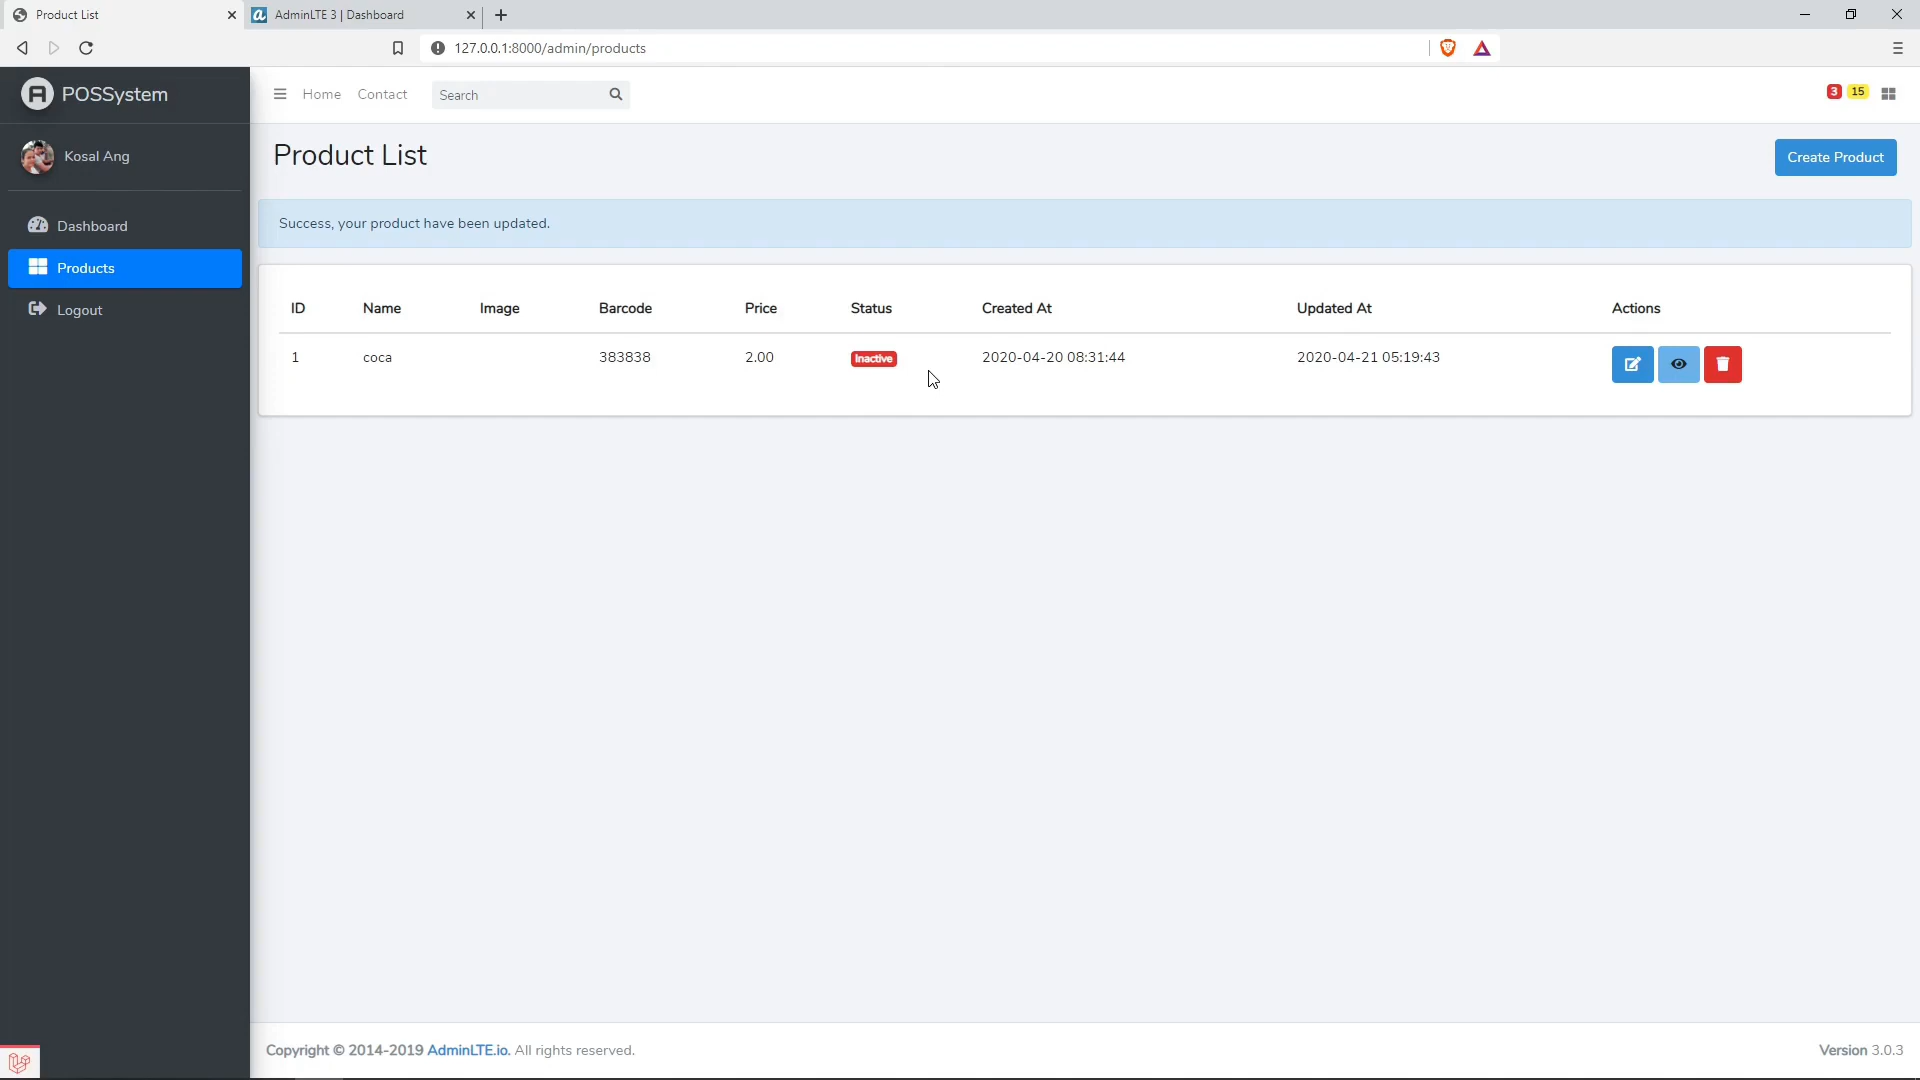 Product List
AdminLTE 3 | Dashboard
127.0.0.1:8000/admin/products
POSSystem
Home
Contact
Search
3
15
Kosal Ang
Product List
Create Product
Dashboard
Success, your product have been updated.
Products
Logout
ID Name Image Barcode Price Status Created At Updated At Actions
1 coca 383838 2.00 Inactive 2020-04-20 08:31:44 2020-04-21 05:19:43
Copyright © 2014-2019 AdminLTE.io. All rights reserved.
Version 3.0.3